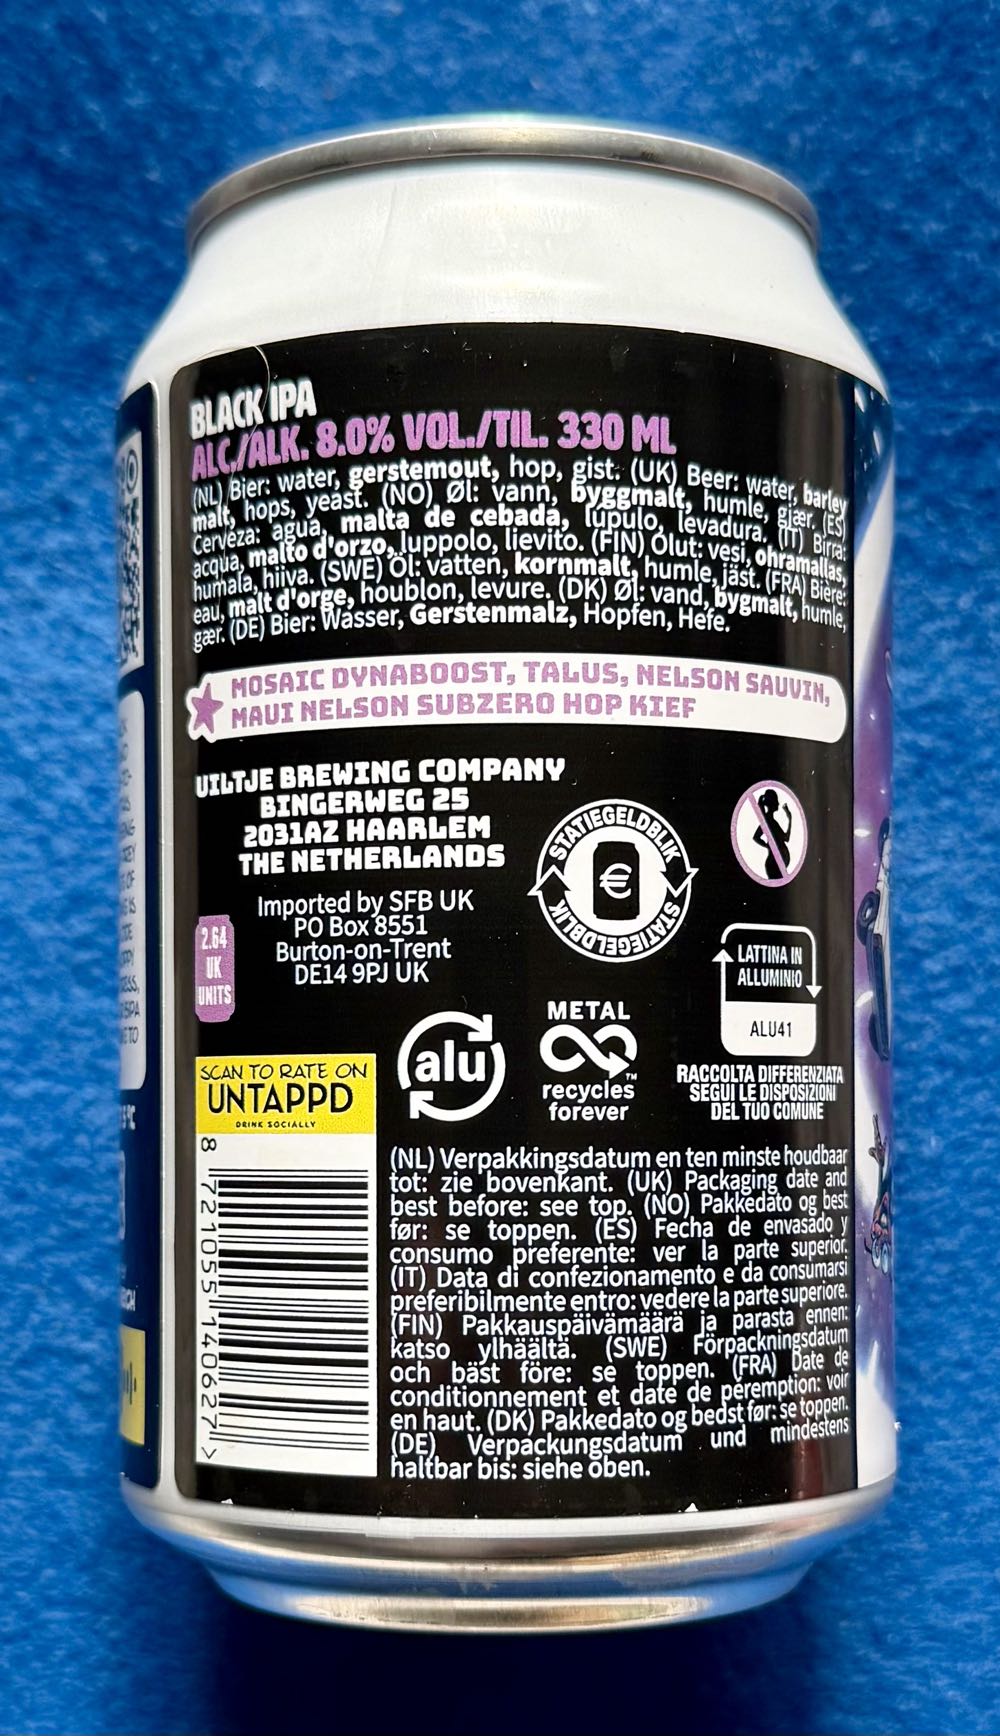 BLACK IPA
ALC./ALK. 8.0% VOL./TIL. 330 ML
(NL) Bier: water, gerstemout, hop, gist. (UK) Beer: water, barley
malt, hops, yeast. (NO) Øl: vann, byggmalt, humle, gjær. (ES)
Cerveza: agua, malta de cebada, lúpulo, levadura. (IT) Birra:
acqua, malto d'orzo, luppolo, lievito. (FIN) Olut: vesi, ohramallas,
humala, hiiva. (SWE) Öl: vatten, kornmalt, humle, jäst. (FRA) Bière:
eau, malt d'orge, houblon, levure. (DK) Øl: vand, bygmalt, humle,
gær. (DE) Bier: Wasser, Gerstenmalz, Hopfen, Hefe.
MOSAIC DYNABOOST, TALUS, NELSON SAUVIN,
MAUI NELSON SUBZERO HOP KIEF
UILTJE BREWING COMPANY
BINGERWEG 25
2031AZ HAARLEM
THE NETHERLANDS
Imported by SFB UK
PO Box 8551
Burton-on-Trent
DE14 9PJ UK
2.64
UK
UNITS
STATIEGELDBLIK
€
STATIEGELDBLIK
LATTINA IN
ALLUMINIO
ALU41
RACCOLTA DIFFERENZIATA
SEGUI LE DISPOSIZIONI
DEL TUO COMUNE
alu
METAL
recycles
forever™
SCAN TO RATE ON
UNTAPPD
DRINK SOCIALLY
8 721055 140627 >
(NL) Verpakkingsdatum en ten minste houdbaar
tot: zie bovenkant. (UK) Packaging date and
best before: see top. (NO) Pakkedato og best
før: se toppen. (ES) Fecha de envasado y
consumo preferente: ver la parte superior.
(IT) Data di confezionamento e da consumarsi
preferibilmente entro: vedere la parte superiore.
(FIN) Pakkauspäivämäärä ja parasta ennen:
katso ylhäältä. (SWE) Förpackningsdatum
och bäst före: se toppen. (FRA) Date de
conditionnement et date de péremption: voir
en haut. (DK) Pakkedato og bedst før: se toppen.
(DE) Verpackungsdatum und mindestens
haltbar bis: siehe oben.